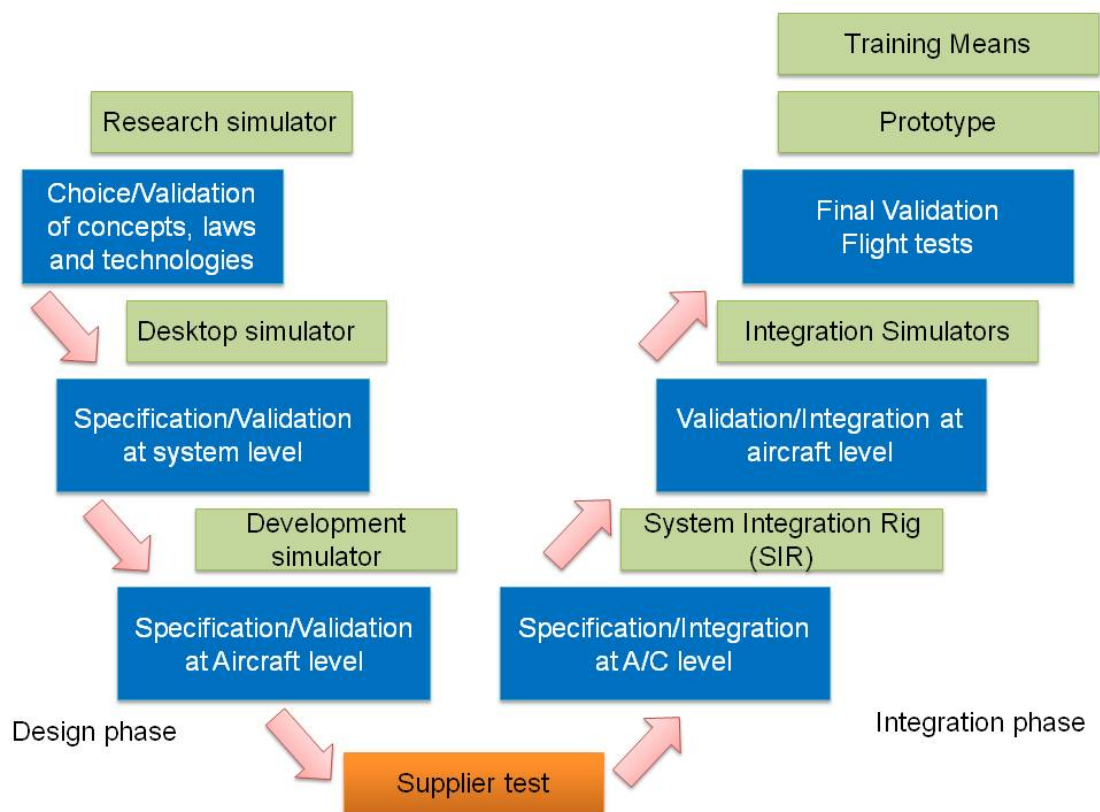 Training Means
Research simulator
Prototype
Choice/Validation
of concepts, laws
and technologies
Final Validation
Flight tests
Desktop simulator
Integration Simulators
Specification/Validation
at system level
Validation/Integration at
aircraft level
Development
simulator
System Integration Rig
(SIR)
Specification/Validation
at Aircraft level
Specification/Integration
at A/C level
Design phase
Integration phase
Supplier test